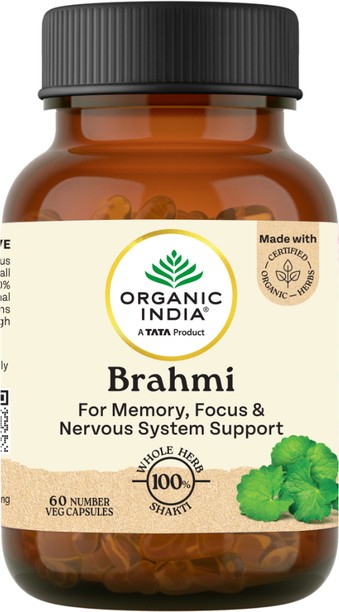 ORGANIC
INDIA®
A TATA Product
Made with
CERTIFIED
ORGANIC HERBS
Brahmi
For Memory, Focus &
Nervous System Support
WHOLE HERB
100%
SHAKTI
60 NUMBER
VEG CAPSULES